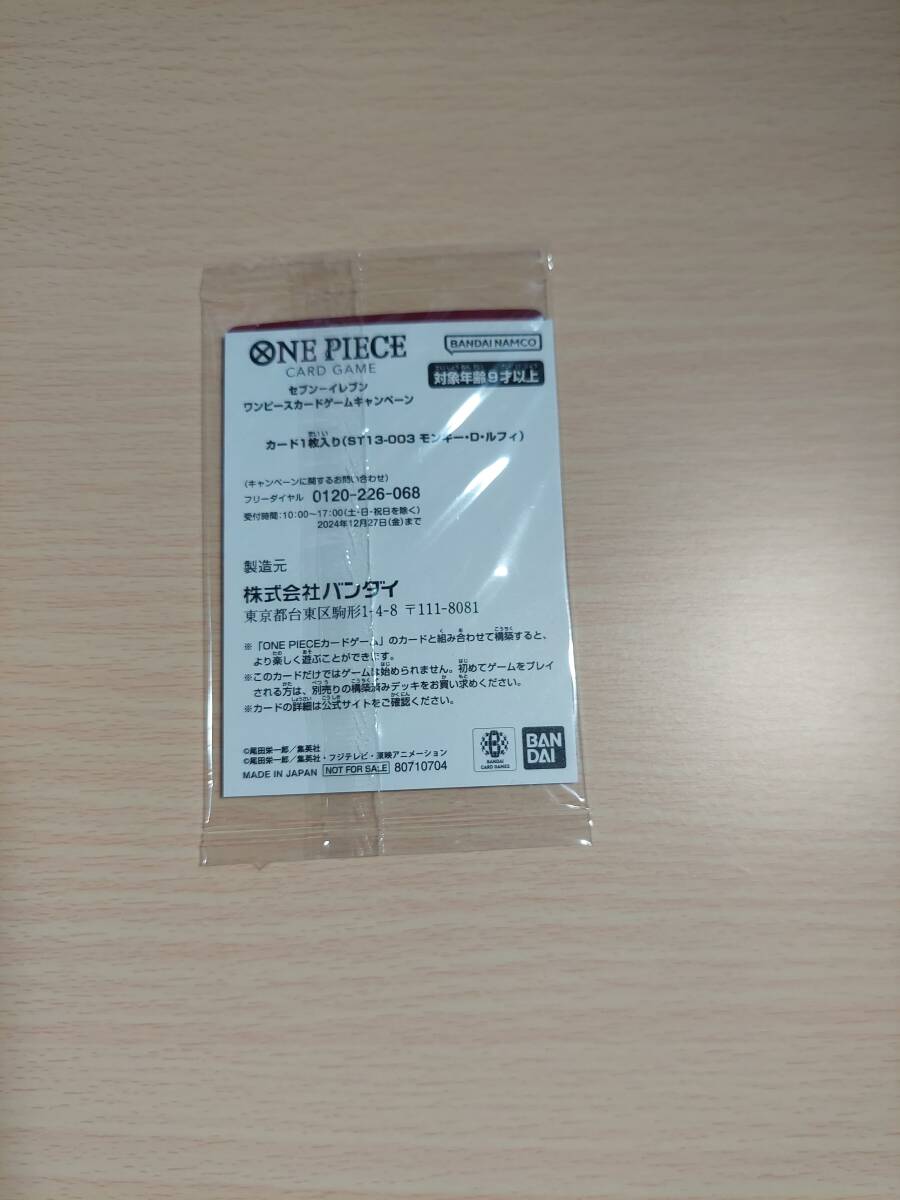 ONE PIECE
CARD GAME
BANDAI NAMCO
対象年齢9才以上
セブン-イレブン
ワンピースカードゲームキャンペーン
カード1枚入り(ST13-003 モンキー・D・ルフィ)
(キャンペーンに関するお問い合わせ)
フリーダイヤル 0120-226-068
受付時間:10:00~17:00(土・日・祝日を除く)
2024年12月27日(金)まで
製造元
株式会社バンダイ
東京都台東区駒形1-4-8 〒111-8081
※「ONE PIECEカードゲーム」のカードと組み合わせて構築すると、
より楽しく遊ぶことができます。
※このカードだけではゲームは始められません。初めてゲームをプレイ
される方は、別売りの構築済みデッキをお買い求めください。
※カードの詳細は公式サイトをご確認ください。
©尾田栄一郎/集英社
©尾田栄一郎/集英社・フジテレビ・東映アニメーション
MADE IN JAPAN NOT FOR SALE 80710704
BANDAI
CARD GAMES
BAN
DAI